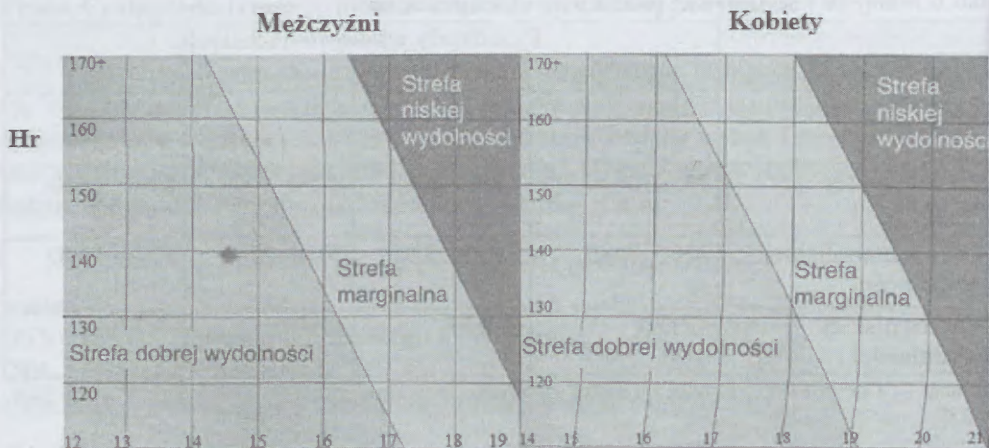 Mężczyźni
Kobiety
Hr
170+
160
150
140
130
120
12 13 14 15 16 17 18 19
Strefa niskiej wydolności
Strefa marginalna
Strefa dobrej wydolności
170+
160
150
140
130
120
14 15 16 17 18 19 20 21
Strefa
niskiej
wydolności
Strefa
marginalna
Strefa dobrej wydolności